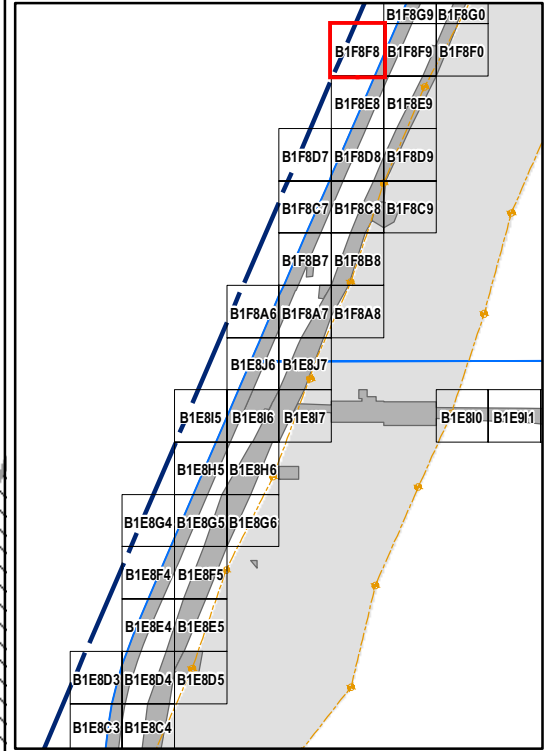 B1F8G9 B1F8G0
B1F8F8 B1F8F9 B1F8F0
B1F8E8 B1F8E9
B1F8D7 B1F8D8 B1F8D9
B1F8C7 B1F8C8 B1F8C9
B1F8B7 B1F8B8
B1F8A6 B1F8A7 B1F8A8
B1E8J6 B1E8J7
B1E8I5 B1E8I6 B1E8I7 B1E8I0 B1E9I1
B1E8H5 B1E8H6
B1E8G4 B1E8G5 B1E8G6
B1E8F4 B1E8F5
B1E8E4 B1E8E5
B1E8D3 B1E8D4 B1E8D5
B1E8C3 B1E8C4